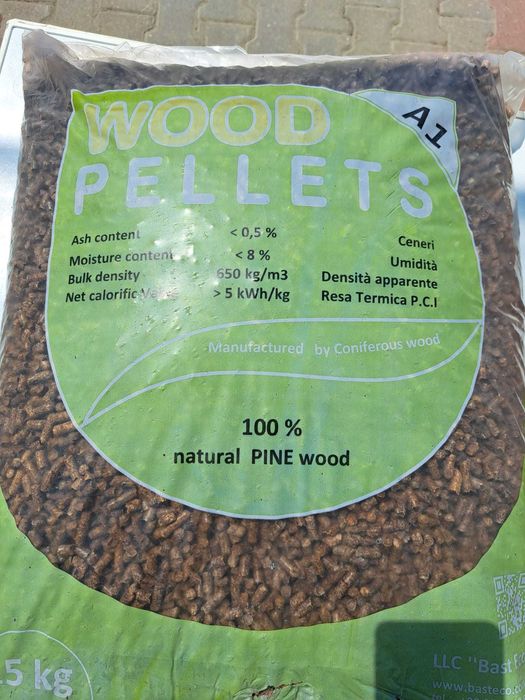 WOOD
A1
PELLETS
Ash content < 0,5 % Ceneri
Moisture content < 8 % Umidità
Bulk density 650 kg/m3 Densità apparente
Net calorific > 5 kWh/kg Resa Termica P.C.I
Manufactured by Coniferous wood
100 %
natural PINE wood
5 kg
LLC "Bast
www.basteco.